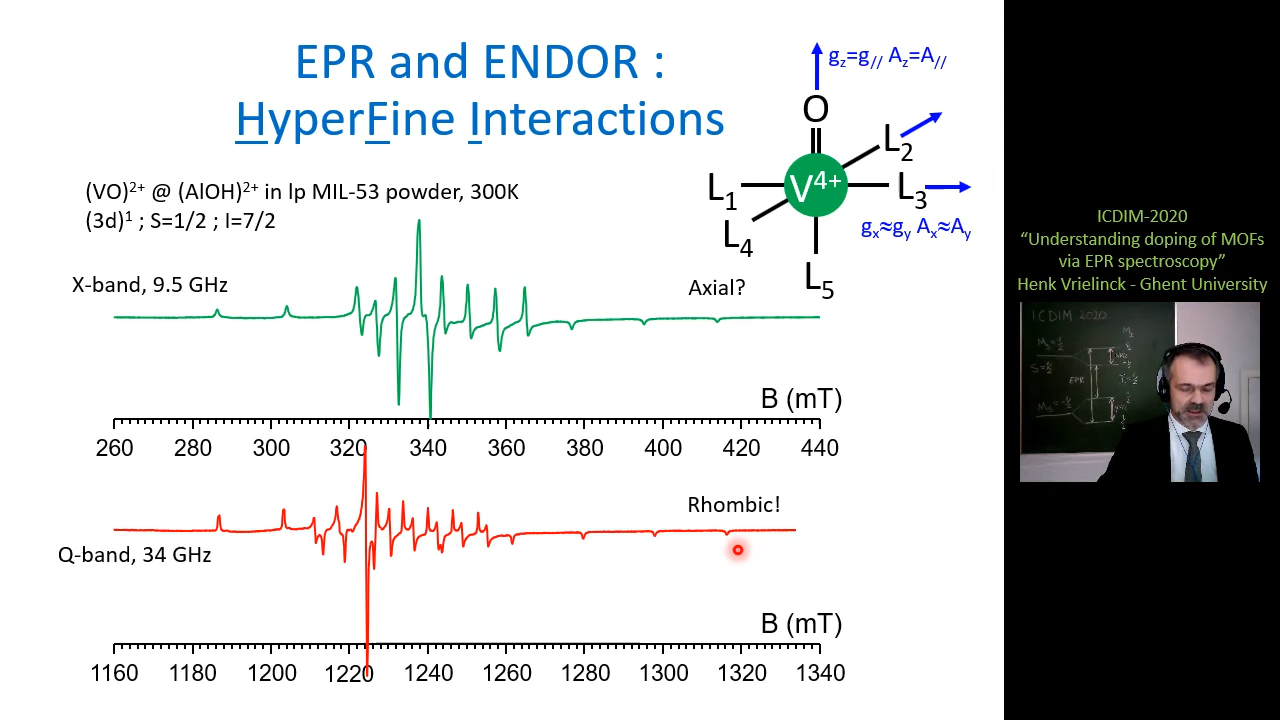 EPR and ENDOR :
HyperFine Interactions
(VO)2+ @ (AlOH)2+ in lp MIL-53 powder, 300K
(3d)1 ; S=1/2 ; I=7/2
gz=g// Az=A//
O
L2
L1
V4+
L3
L4
gx≈gy Ax≈Ay
L5
X-band, 9.5 GHz
Axial?
B (mT)
260 280 300 320 340 360 380 400 420 440
Rhombic!
Q-band, 34 GHz
B (mT)
1160 1180 1200 1220 1240 1260 1280 1300 1320 1340
ICDIM-2020
“Understanding doping of MOFs
via EPR spectroscopy”
Henk Vrielinck - Ghent University
ICDIM 2020
EPR